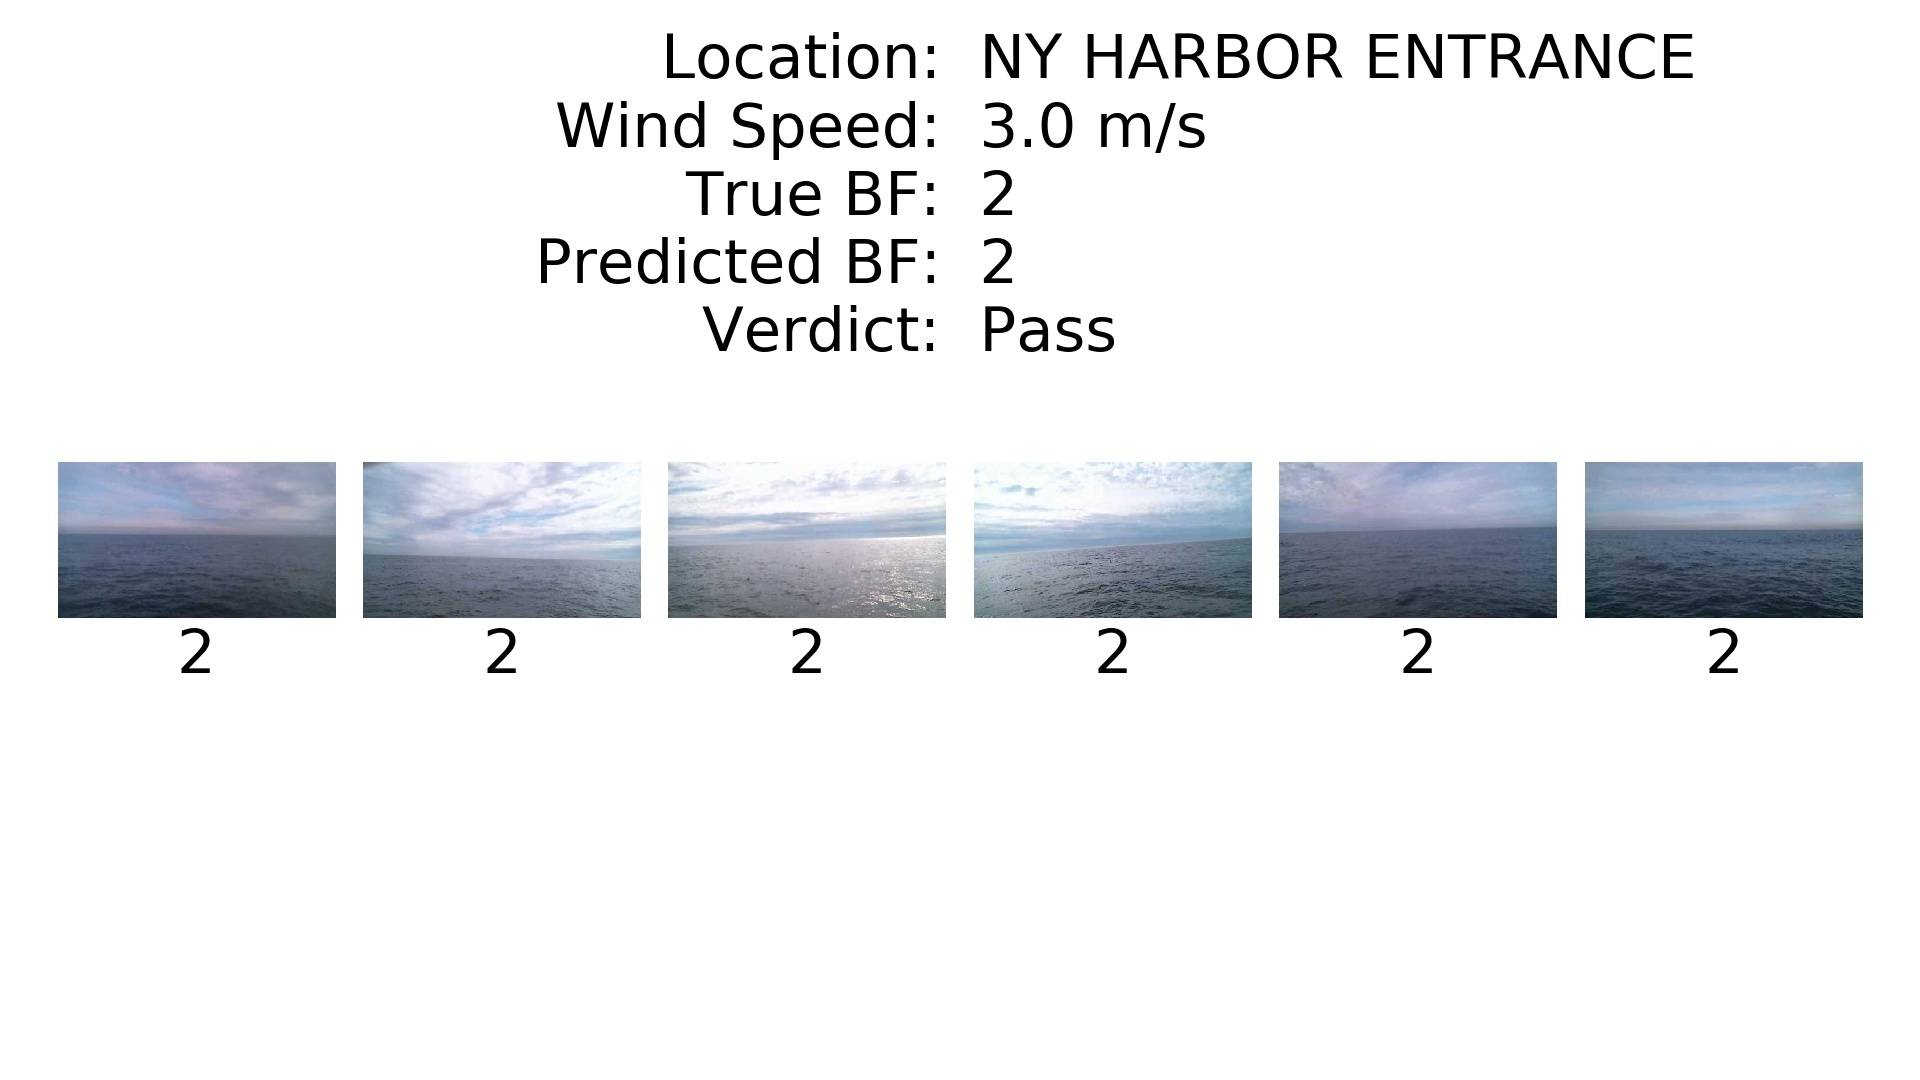 Location: NY HARBOR ENTRANCE
Wind Speed: 3.0 m/s
True BF: 2
Predicted BF: 2
Verdict: Pass
2 2 2 2 2 2